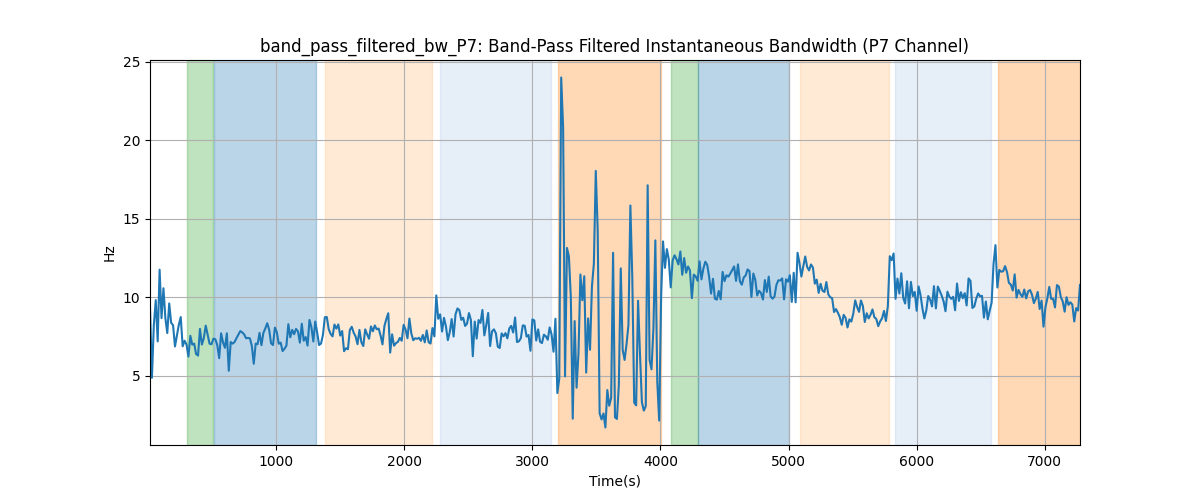 band_pass_filtered_bw_P7: Band-Pass Filtered Instantaneous Bandwidth (P7 Channel)
25
20
15
10
5
Hz
1000 2000 3000 4000 5000 6000 7000
Time(s)